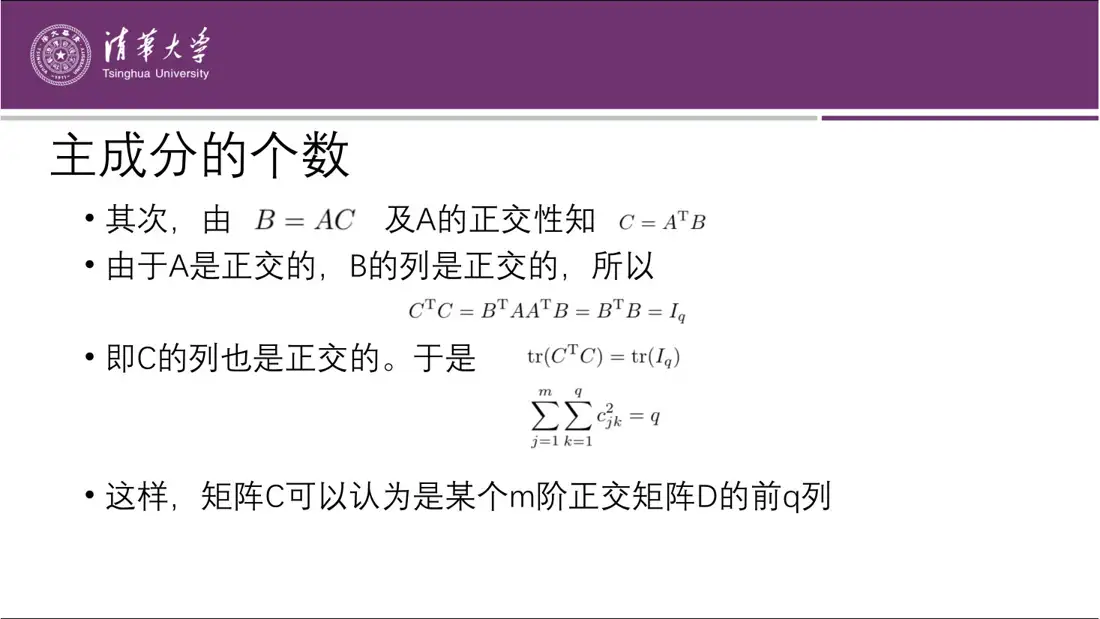 清华大学
Tsinghua University
主成分的个数
• 其次，由 B = AC 及A的正交性知 C = AᵀB
• 由于A是正交的，B的列是正交的，所以
CᵀC = BᵀAAᵀB = BᵀB = I_q
• 即C的列也是正交的。于是 tr(CᵀC) = tr(I_q)
∑_{j=1}^{m} ∑_{k=1}^{q} c_{jk}^2 = q
• 这样，矩阵C可以认为是某个m阶正交矩阵D的前q列